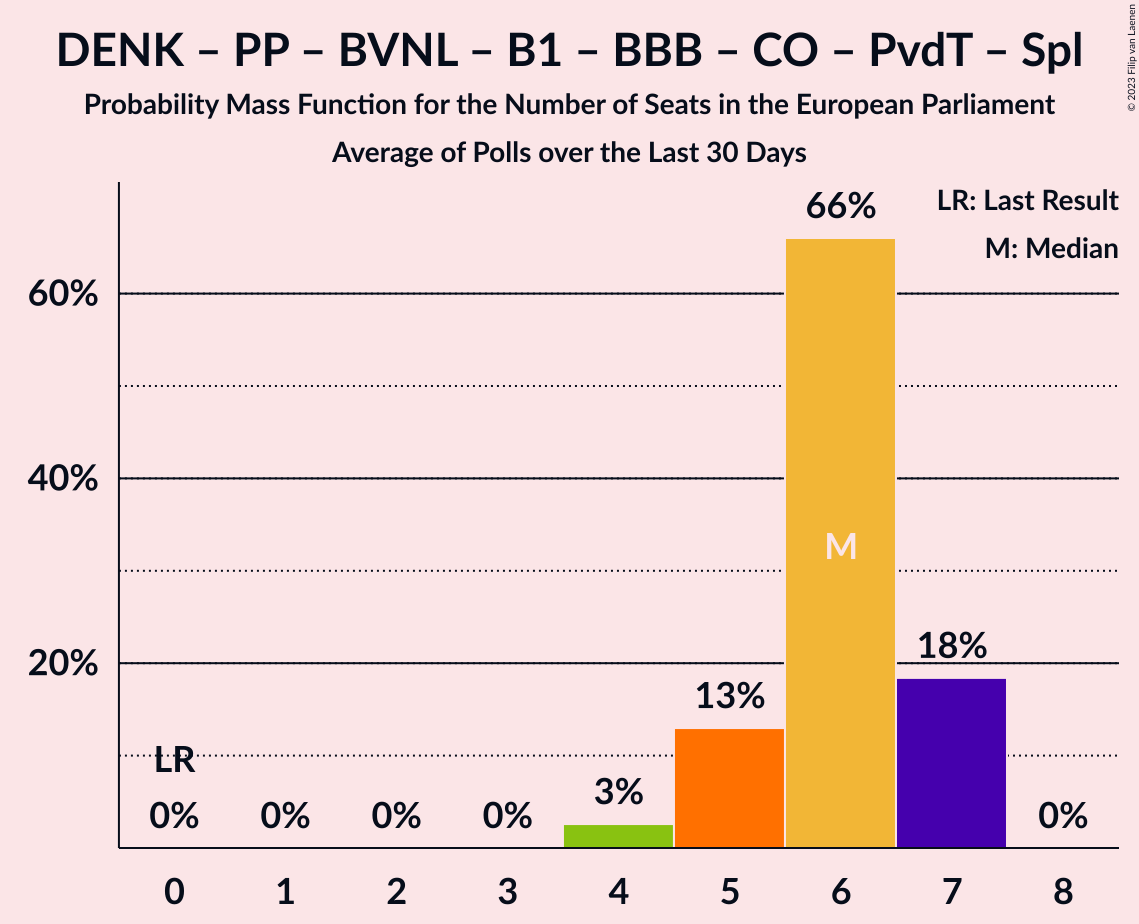 DENK – PP – BVNL – B1 – BBB – CO – PvdT – Spl
Probability Mass Function for the Number of Seats in the European Parliament
Average of Polls over the Last 30 Days
© 2023 Filip van Laenen
LR: Last Result
M: Median
60%
40%
20%
LR
0%
0%
0%
0%
3%
13%
66%
M
18%
0%
0
1
2
3
4
5
6
7
8